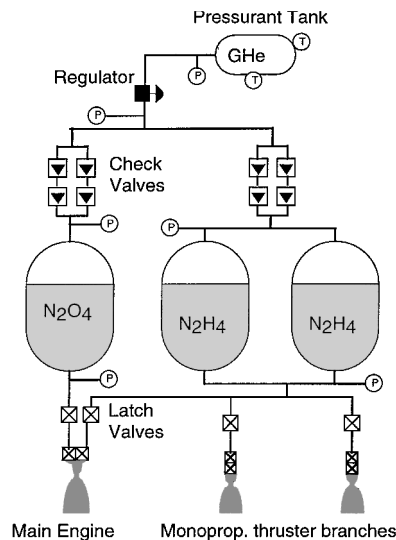 Pressurant Tank
GHe
T
P
T
Regulator
P
Check
Valves
P
P
N2O4
N2H4
N2H4
P
P
Latch
Valves
Main Engine
Monoprop. thruster branches